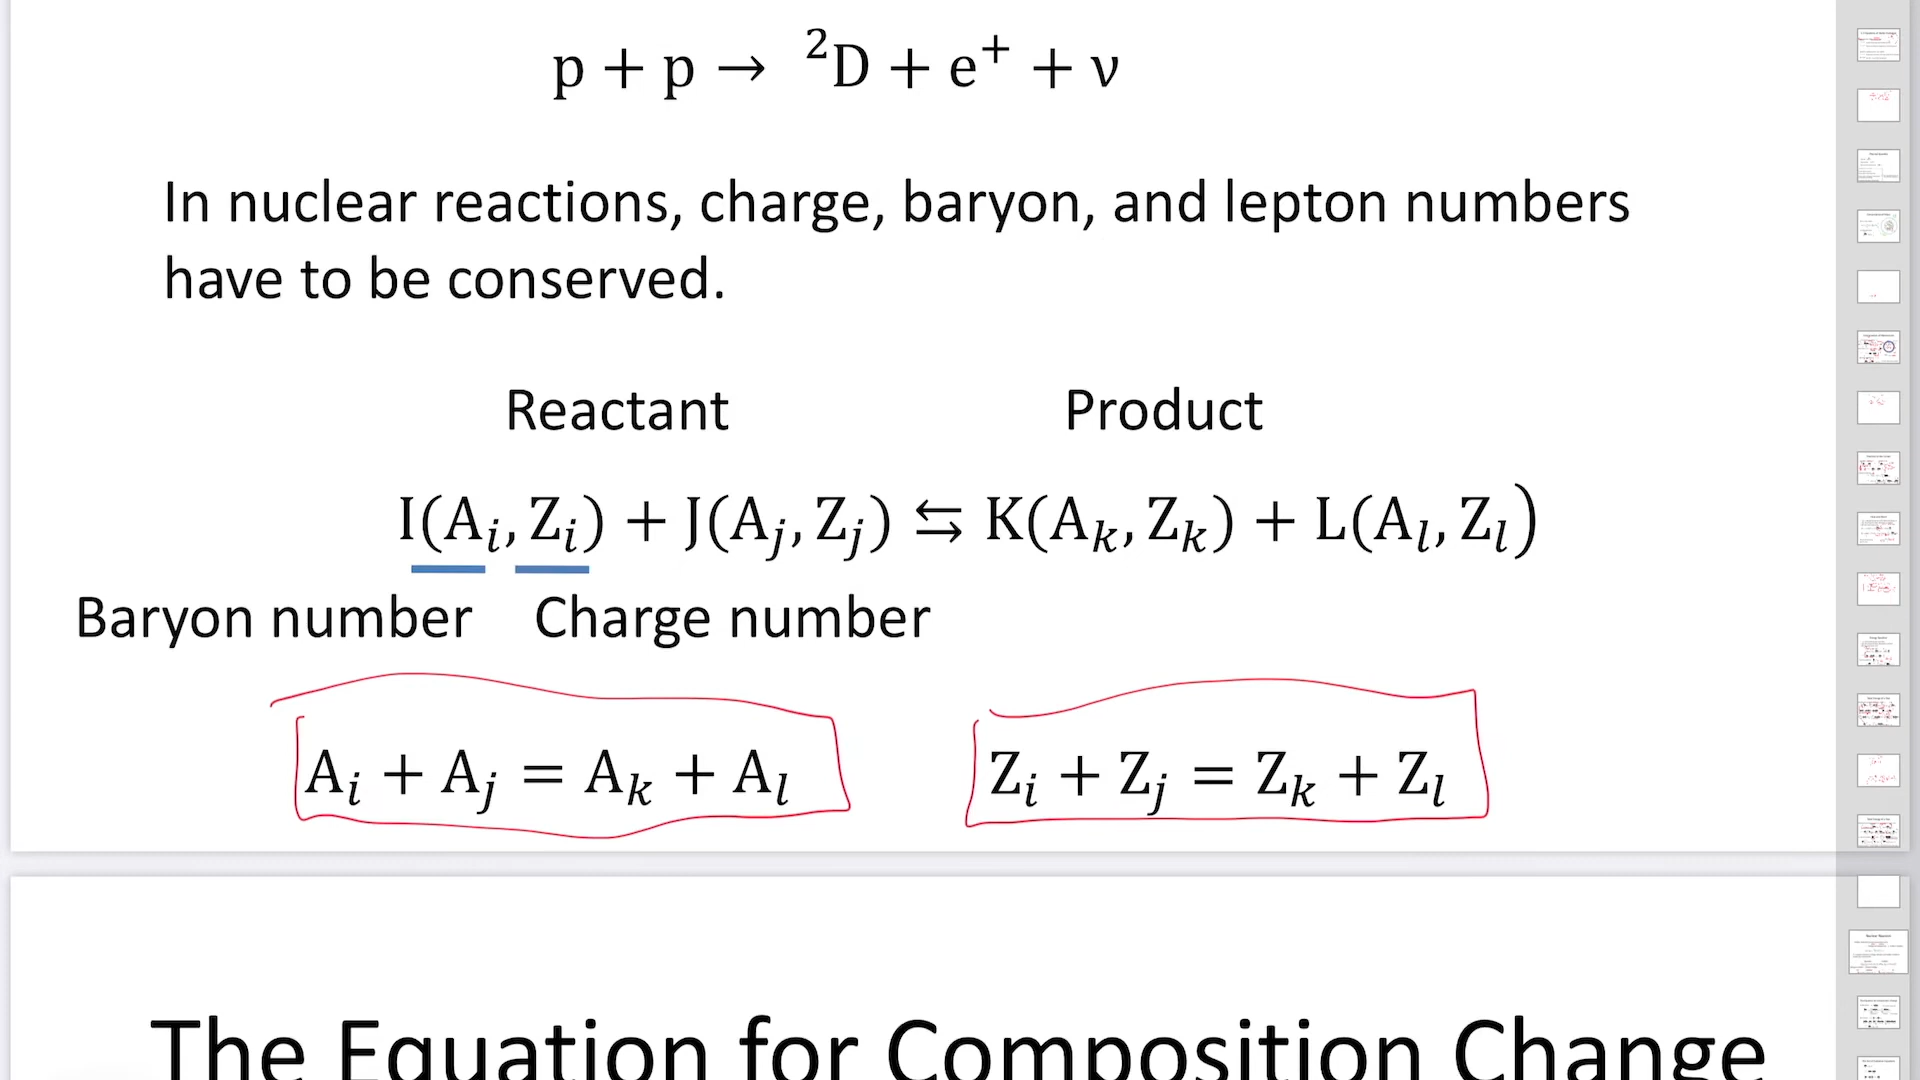 p + p → ²D + e⁺ + ν
In nuclear reactions, charge, baryon, and lepton numbers
have to be conserved.
Reactant Product
I(Aᵢ, Zᵢ) + J(Aⱼ, Zⱼ) ⇆ K(Aₖ, Zₖ) + L(Aₗ, Zₗ)
Baryon number Charge number
Aᵢ + Aⱼ = Aₖ + Aₗ Zᵢ + Zⱼ = Zₖ + Zₗ
The Equation for Composition Change